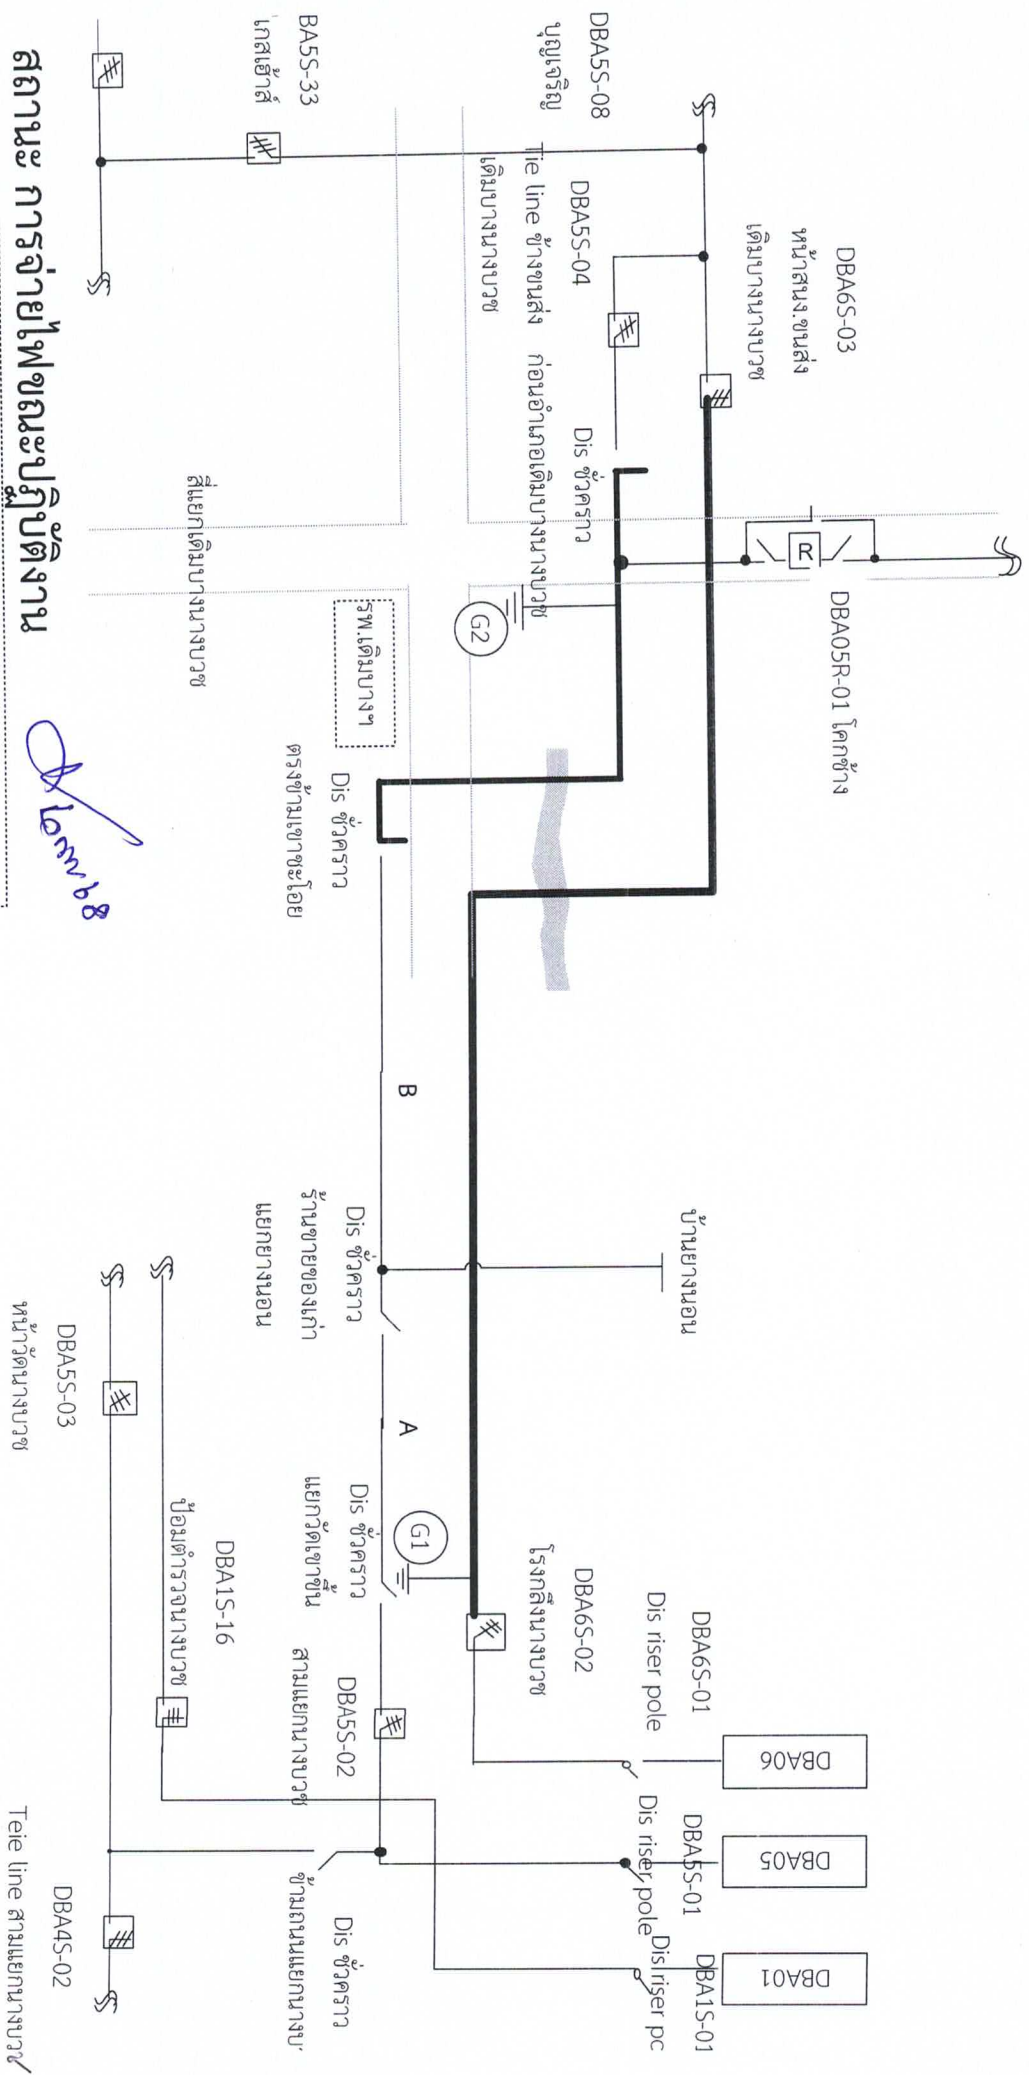 สถานะ การจ่ายไฟขณะปฏิบัติงาน
DBA06
DBA05
DBA01
DBA6S-01
Dis riser pole
DBA5S-01
Dis riser pole
DBA1S-01
Dis riser pc
DBA6S-03
หน้าสนง.ขนส่ง
เดิมบางนางบวช
DBA05R-01 โคกช้าง
R
DBA5S-08
บุญเจริญ
DBA5S-04
Tie line ข้างขนส่ง ก่อนอำเภอเดิมบางนางบวช
เดิมบางนางบวช
Dis ชั่วคราว
G2
BA5S-33
เกสเฮ้าส์
สี่แยกเดิมบางนางบวช
รพ.เดิมบางฯ
Dis ชั่วคราว
ตรงข้ามเขาชะโอย
B
บ้านยางนอน
Dis ชั่วคราว
ร้านขายของเก่า
แยกยางนอน
A
G1
Dis ชั่วคราว
แยกวัดเขาขึ้น
DBA6S-02
โรงกลึงนางบวช
DBA5S-02
สามแยกนางบวช
DBA1S-16
ป้อมตำรวจนางบวช
DBA5S-03
หน้าวัดนางบวช
Dis ชั่วคราว
ข้ามถนนแยกนางบ
DBA4S-02
Teie line สามแยกนางบวช